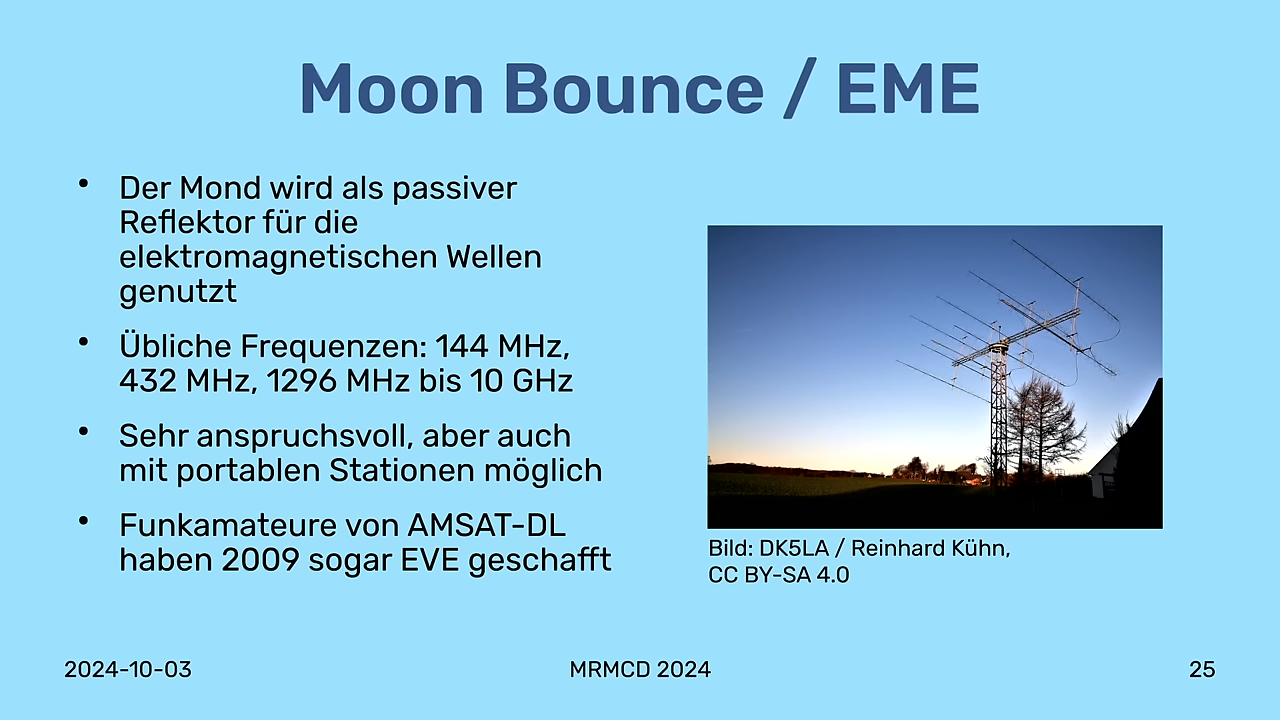 Moon Bounce / EME
• Der Mond wird als passiver
Reflektor für die
elektromagnetischen Wellen
genutzt
• Übliche Frequenzen: 144 MHz,
432 MHz, 1296 MHz bis 10 GHz
• Sehr anspruchsvoll, aber auch
mit portablen Stationen möglich
• Funkamateure von AMSAT-DL
haben 2009 sogar EVE geschafft
Bild: DK5LA / Reinhard Kühn,
CC BY-SA 4.0
2024-10-03
MRMCD 2024
25